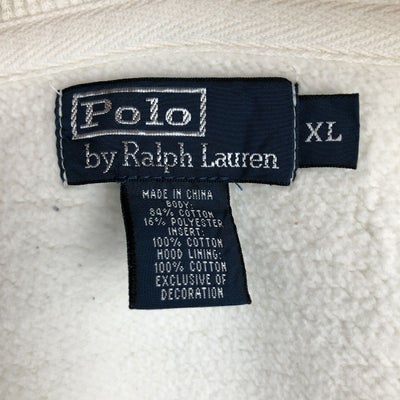 Polo
by Ralph Lauren
XL
MADE IN CHINA
BODY:
84% COTTON
16% POLYESTER
INSERT:
100% COTTON
HOOD LINING:
100% COTTON
EXCLUSIVE OF
DECORATION